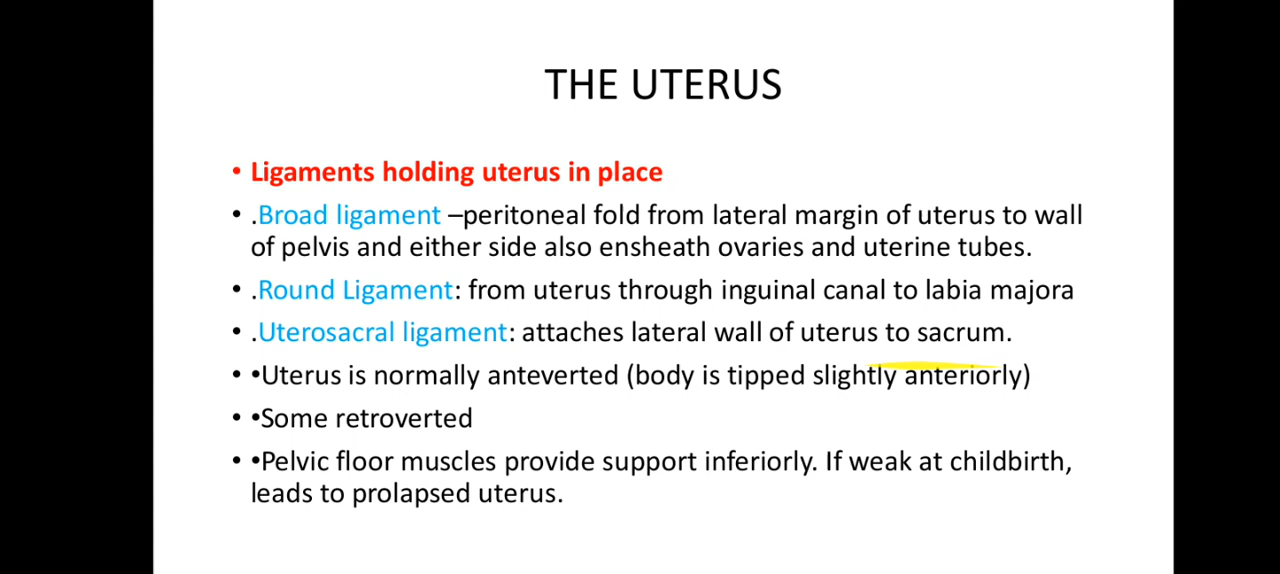 THE UTERUS
• Ligaments holding uterus in place
• .Broad ligament –peritoneal fold from lateral margin of uterus to wall
of pelvis and either side also ensheath ovaries and uterine tubes.
• .Round Ligament: from uterus through inguinal canal to labia majora
• .Uterosacral ligament: attaches lateral wall of uterus to sacrum.
• •Uterus is normally anteverted (body is tipped slightly anteriorly)
• •Some retroverted
• •Pelvic floor muscles provide support inferiorly. If weak at childbirth,
leads to prolapsed uterus.